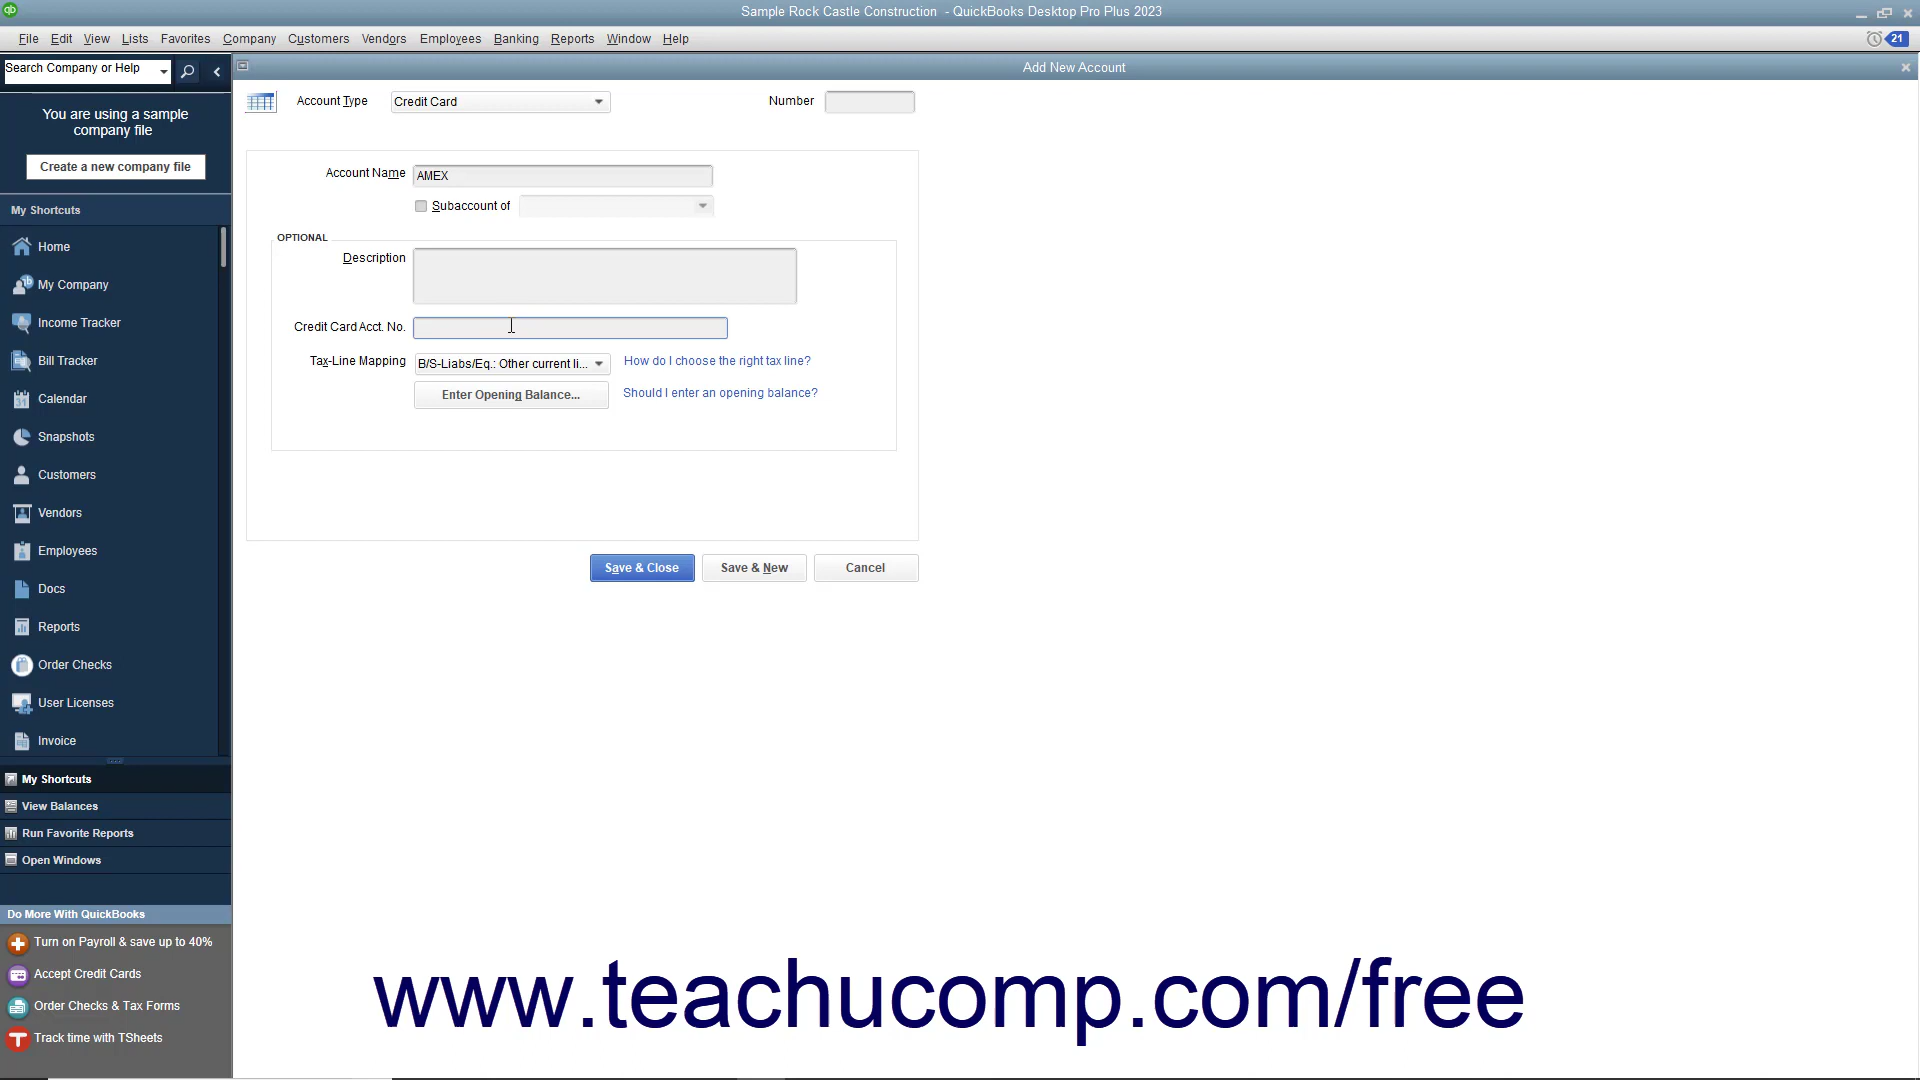 Sample Rock Castle Construction - QuickBooks Desktop Pro Plus 2023
File Edit View Lists Favorites Company Customers Vendors Employees Banking Reports Window Help 21
Search Company or Help
Add New Account
You are using a sample
company file
Create a new company file
My Shortcuts
Home
My Company
Income Tracker
Bill Tracker
Calendar
Snapshots
Customers
Vendors
Employees
Docs
Reports
Order Checks
User Licenses
Invoice
My Shortcuts
View Balances
Run Favorite Reports
Open Windows
Do More With QuickBooks
Turn on Payroll & save up to 40%
Accept Credit Cards
Order Checks & Tax Forms
Track time with TSheets
Account Type Credit Card Number
Account Name AMEX
Subaccount of
OPTIONAL
Description
Credit Card Acct. No.
Tax-Line Mapping B/S-Liabs/Eq.: Other current li... How do I choose the right tax line?
Enter Opening Balance... Should I enter an opening balance?
Save & Close Save & New Cancel
www.teachucomp.com/free